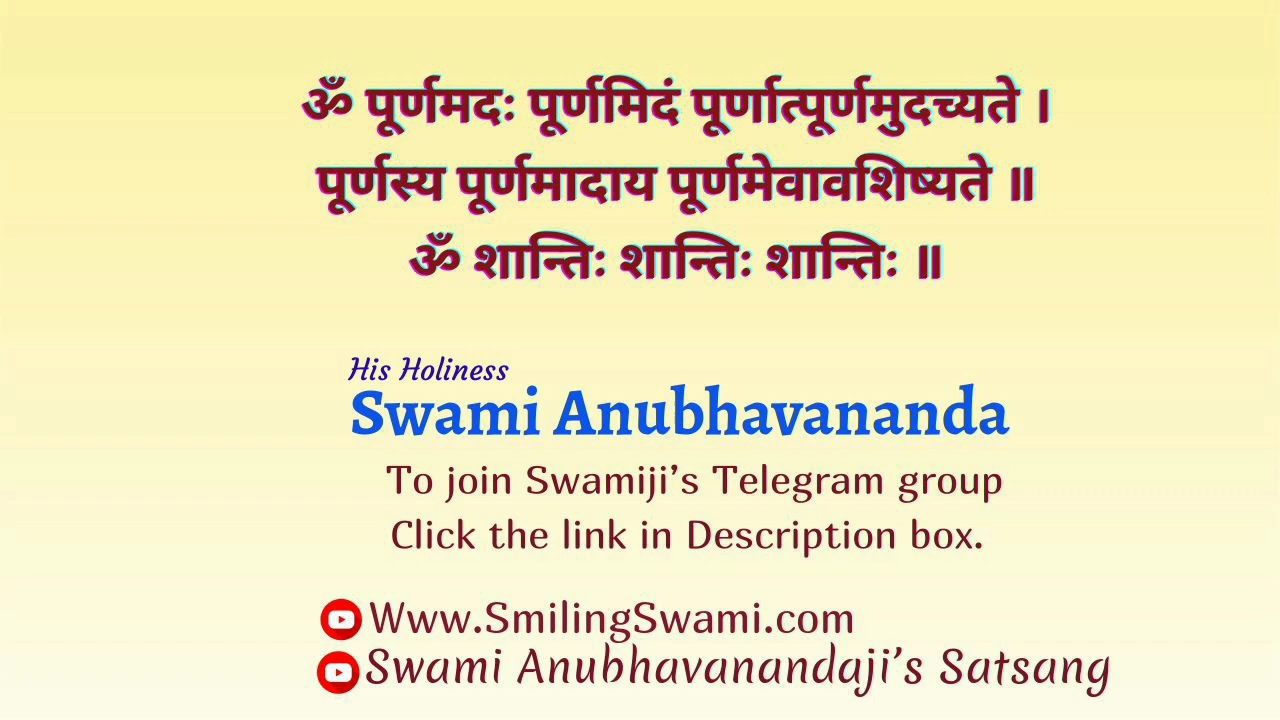 ॐ पूर्णमदः पूर्णमिदं पूर्णात्पूर्णमुदच्यते ।
पूर्णस्य पूर्णमादाय पूर्णमेवावशिष्यते ॥
ॐ शान्तिः शान्तिः शान्तिः ॥
His Holiness
Swami Anubhavananda
To join Swamiji’s Telegram group
Click the link in Description box.
Www.SmilingSwami.com
Swami Anubhavanandaji’s Satsang